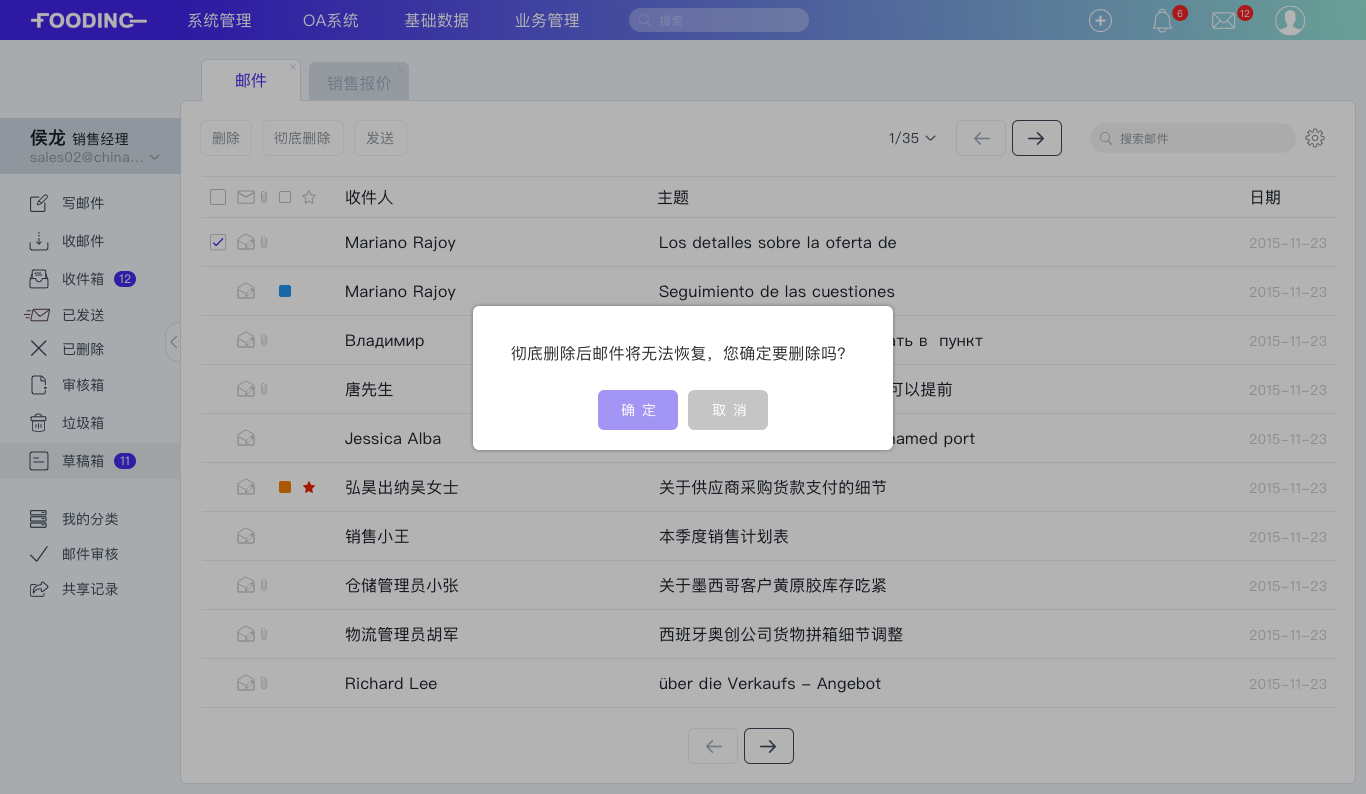 FOODINC 系统管理 OA系统 基础数据 业务管理 搜索 6 12
邮件 销售报价
侯龙 销售经理
sales02@china...
写邮件
收邮件
收件箱 12
已发送
已删除
审核箱
垃圾箱
草稿箱 11
我的分类
邮件审核
共享记录
删除 彻底删除 发送 1/35 搜索邮件
收件人 主题 日期
Mariano Rajoy Los detalles sobre la oferta de 2015-11-23
Mariano Rajoy Seguimiento de las cuestiones 2015-11-23
Владимир ать в пункт 2015-11-23
唐先生 可以提前 2015-11-23
Jessica Alba named port 2015-11-23
弘昊出纳吴女士 关于供应商采购货款支付的细节 2015-11-23
销售小王 本季度销售计划表 2015-11-23
仓储管理员小张 关于墨西哥客户黄原胶库存吃紧 2015-11-23
物流管理员胡军 西班牙奥创公司货物拼箱细节调整 2015-11-23
Richard Lee über die Verkaufs – Angebot 2015-11-23
彻底删除后邮件将无法恢复，您确定要删除吗？
确 定 取 消